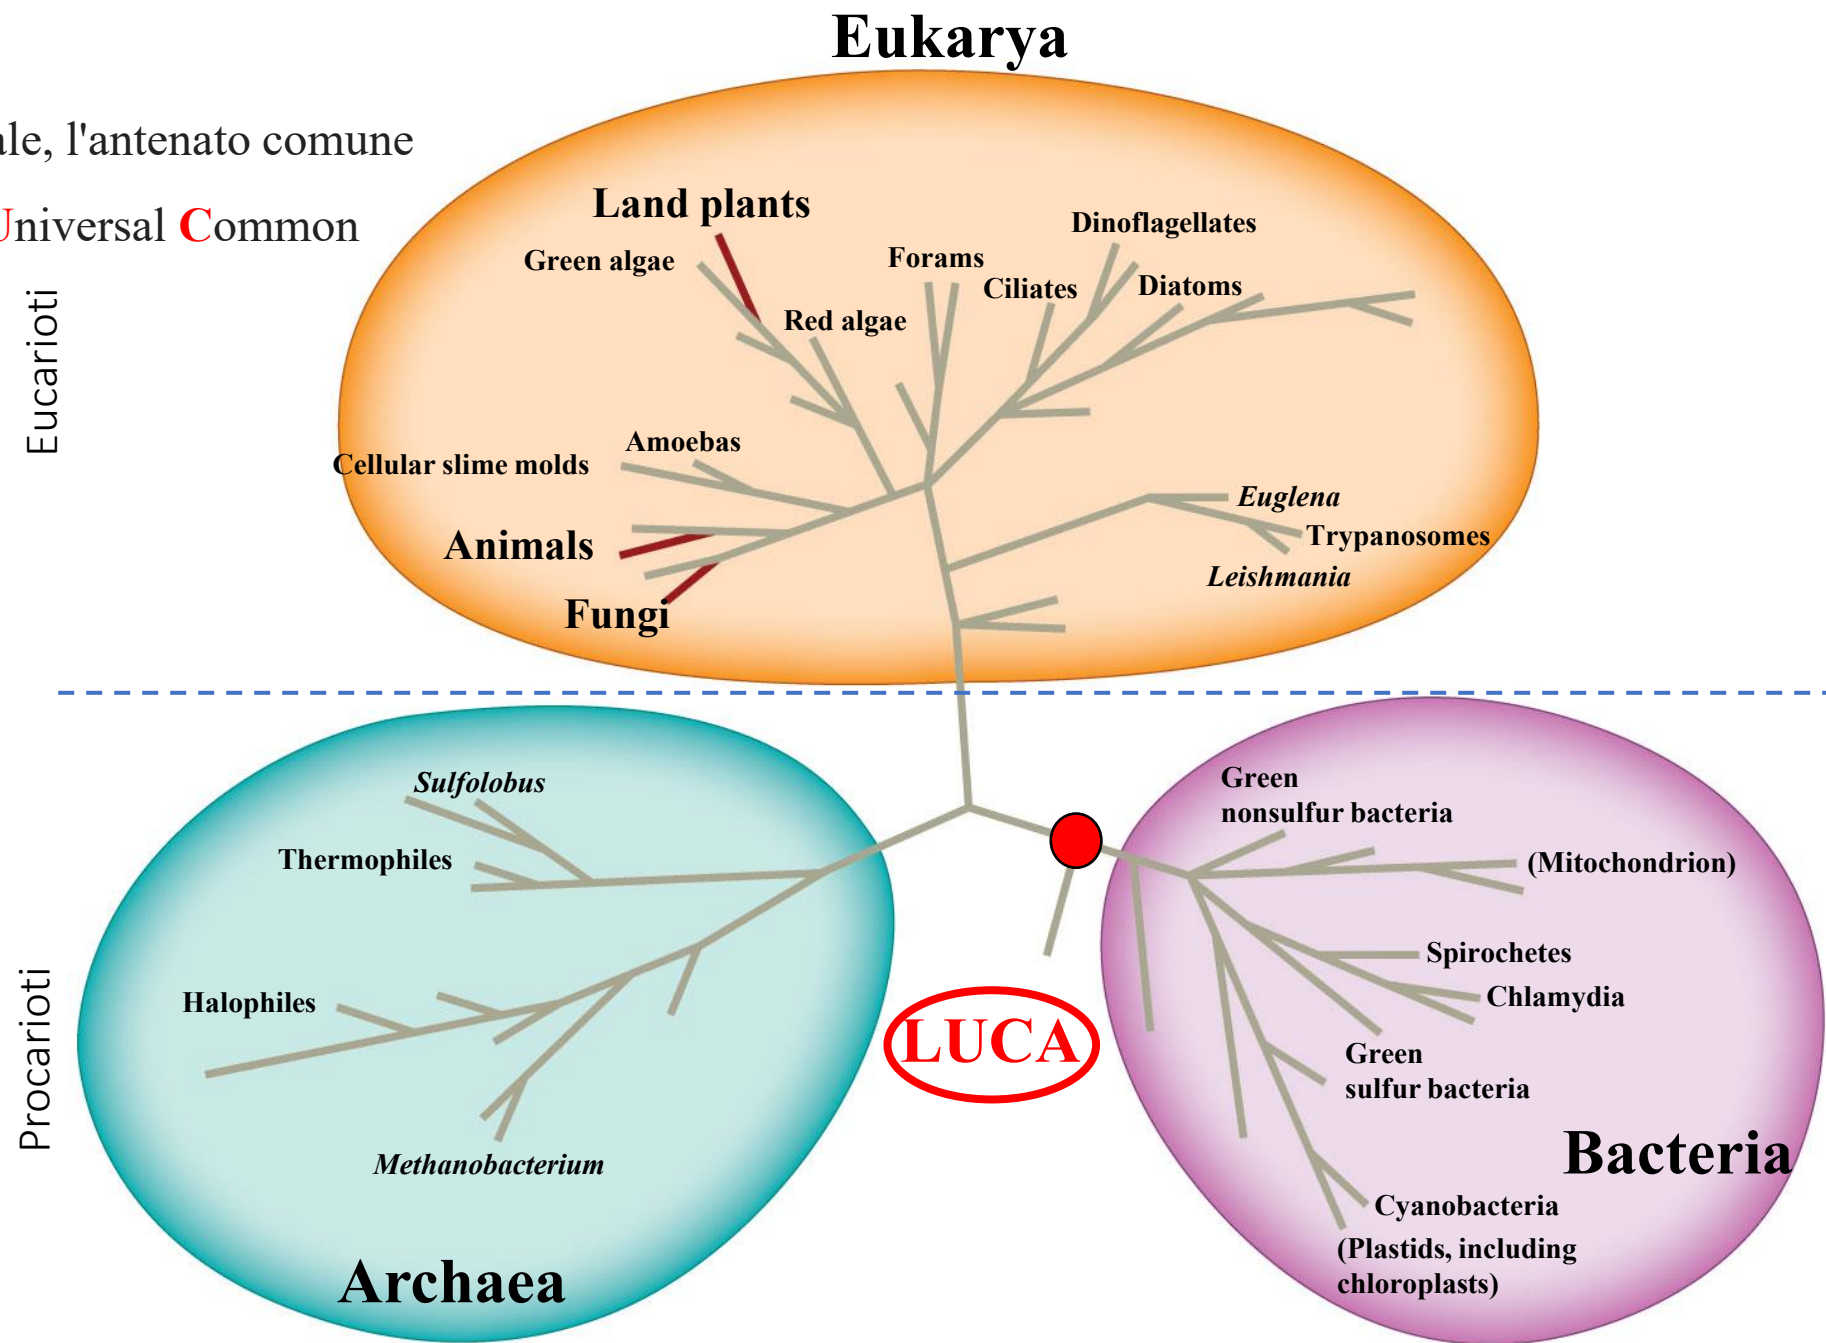 Eukarya
l'antenato comune
Universal Common
Land plants
Dinoflagellates
Green algae
Forams
Ciliates
Diatoms
Red algae
Eucarioti
Amoebas
Cellular slime molds
Euglena
Animals
Trypanosomes
Leishmania
Fungi
Sulfolobus
Green
nonsulfur bacteria
Thermophiles
(Mitochondrion)
Spirochetes
Chlamydia
Halophiles
LUCA
Procarioti
Green
sulfur bacteria
Bacteria
Methanobacterium
Cyanobacteria
(Plastids, including
chloroplasts)
Archaea